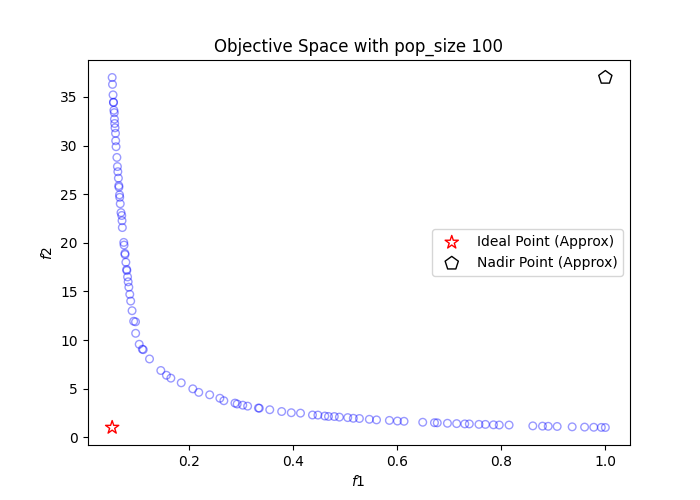 Objective Space with pop_size 100
35
30
25
20
15
10
5
0
f2
Ideal Point (Approx)
Nadir Point (Approx)
0.2
0.4
0.6
0.8
1.0
f1